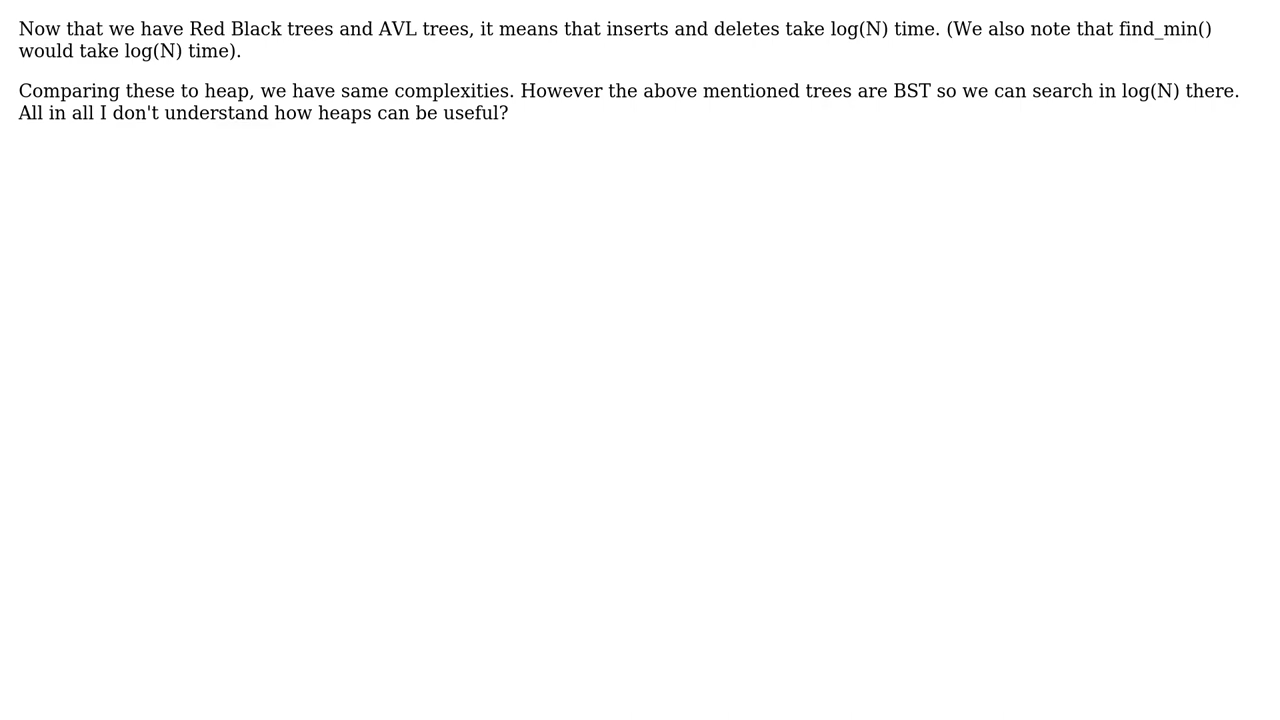 Now that we have Red Black trees and AVL trees, it means that inserts and deletes take log(N) time. (We also note that find_min()
would take log(N) time).
Comparing these to heap, we have same complexities. However the above mentioned trees are BST so we can search in log(N) there.
All in all I don't understand how heaps can be useful?